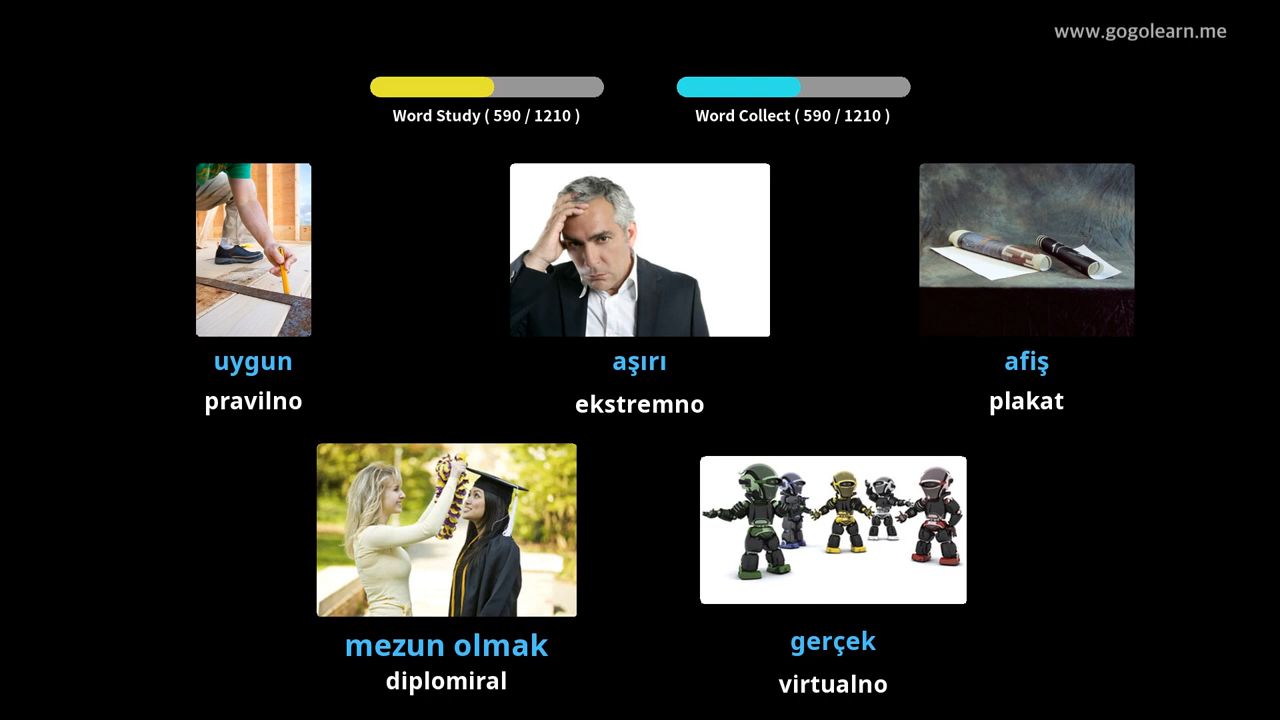 www.gogolearn.me
Word Study ( 590 / 1210 )
Word Collect ( 590 / 1210 )
uygun
pravilno
aşırı
ekstremno
afiş
plakat
mezun olmak
diplomiral
gerçek
virtualno